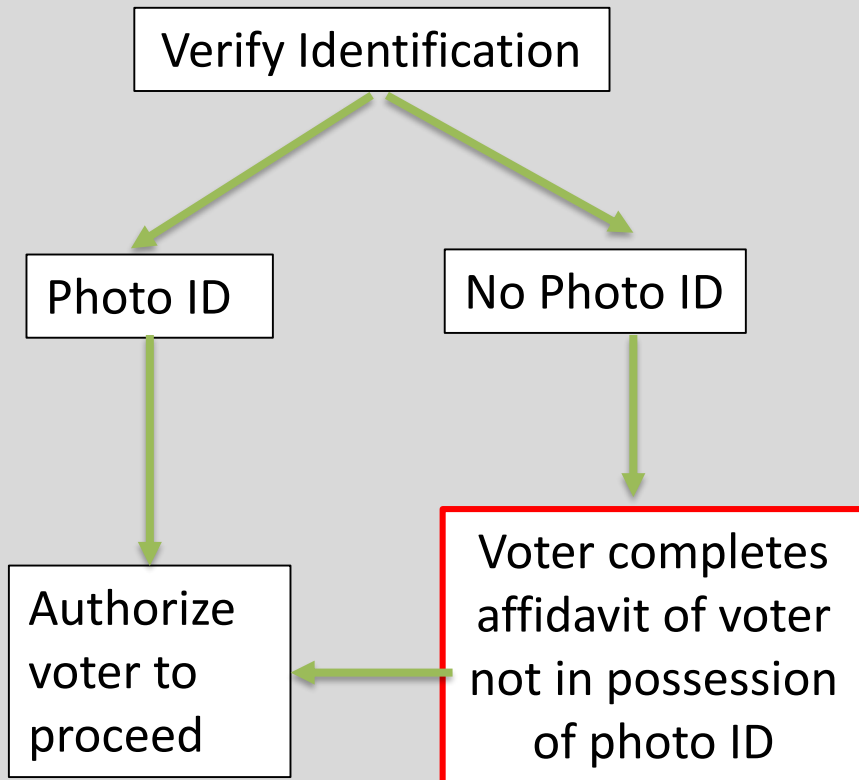 Verify Identification
Photo ID
No Photo ID
Voter completes
affidavit of voter
not in possession
of photo ID
Authorize
voter to
proceed